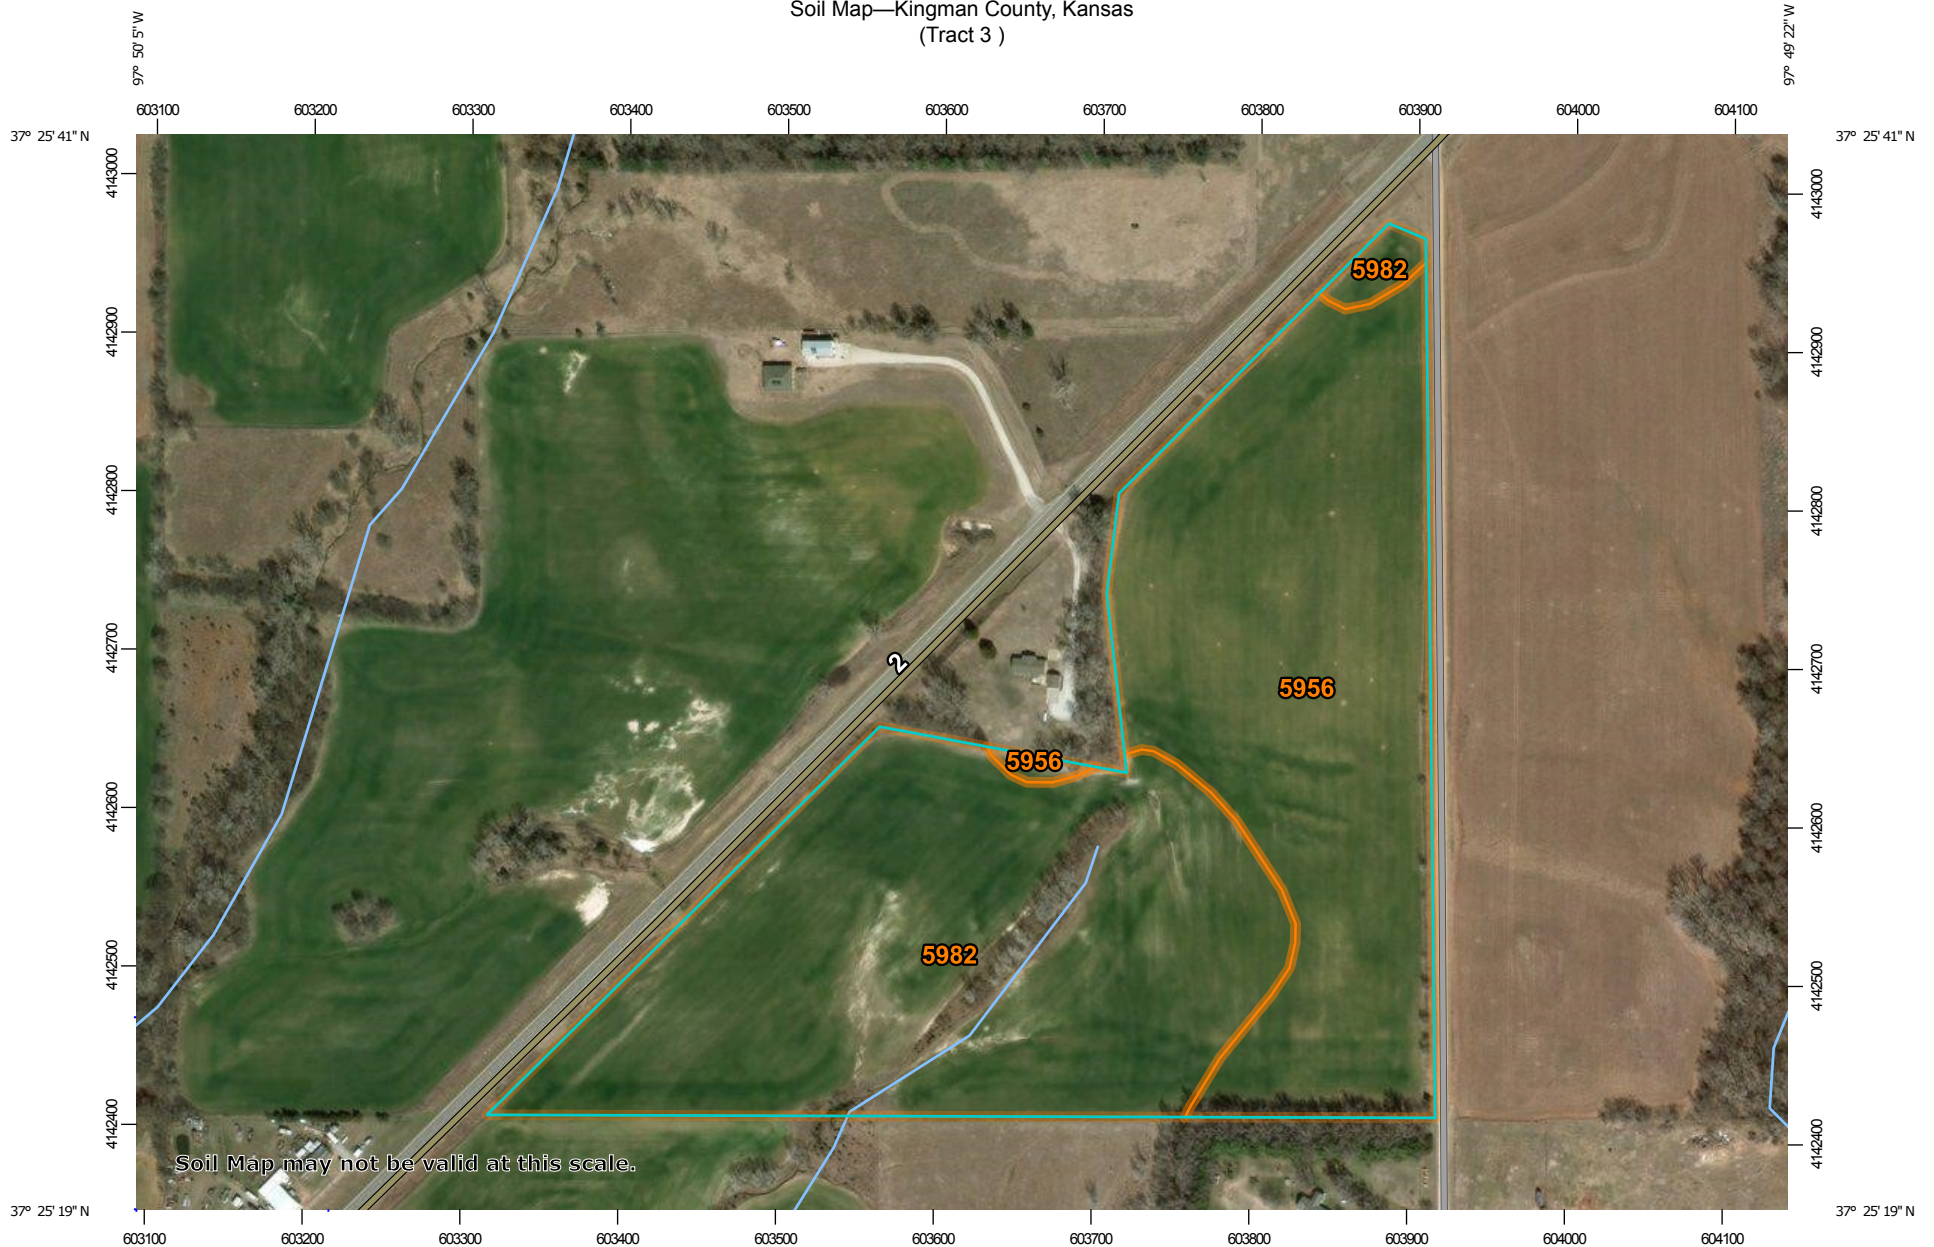 Soil Map—Kingman County, Kansas
(Tract 3 )
97° 50' 5'' W
97° 49' 22'' W
603100 603200 603300 603400 603500 603600 603700 603800 603900 604000 604100
37° 25' 41'' N
37° 25' 41'' N
4143000
4143000
5982
4142900
4142900
4142800
4142800
4142700
4142700
2
5956
5956
4142600
4142600
5982
4142500
4142500
4142400
4142400
Soil Map may not be valid at this scale.
37° 25' 19'' N
37° 25' 19'' N
603100 603200 603300 603400 603500 603600 603700 603800 603900 604000 604100